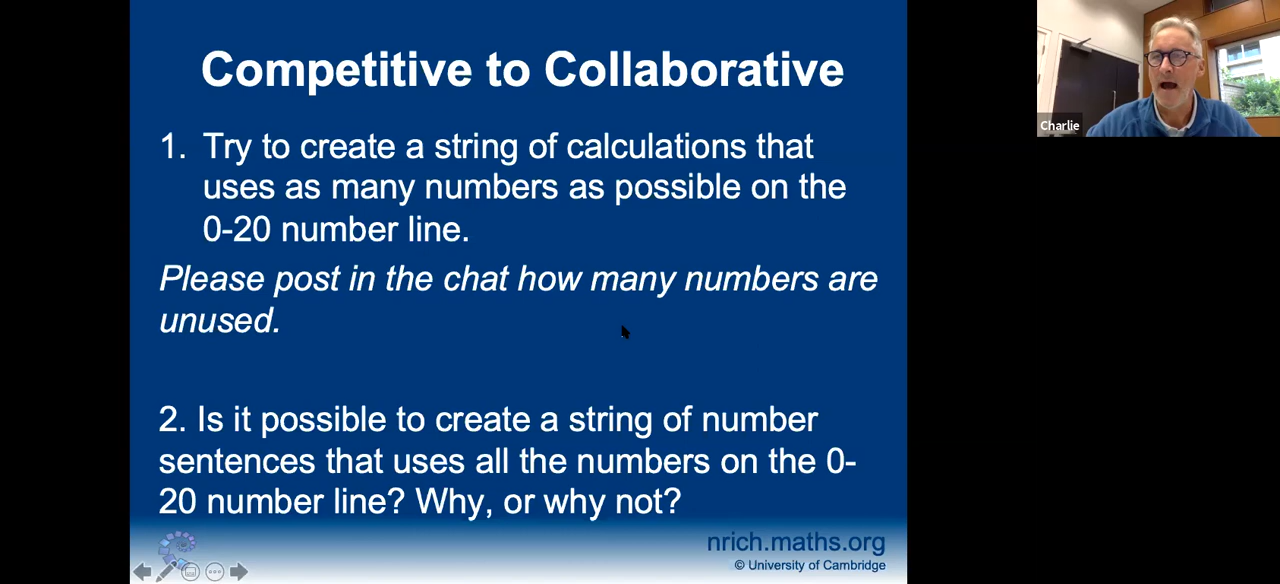 Competitive to Collaborative
1. Try to create a string of calculations that
uses as many numbers as possible on the
0-20 number line.
Please post in the chat how many numbers are
unused.
2. Is it possible to create a string of number
sentences that uses all the numbers on the 0-
20 number line? Why, or why not?
nrich.maths.org
© University of Cambridge
Charlie